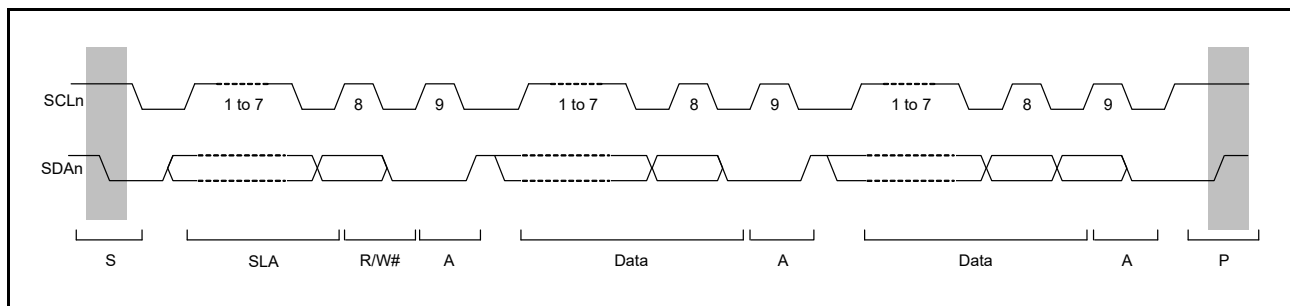 SCLn
1 to 7 8 9 1 to 7 8 9 1 to 7 8 9
SDAn
S SLA R/W# A Data A Data A P